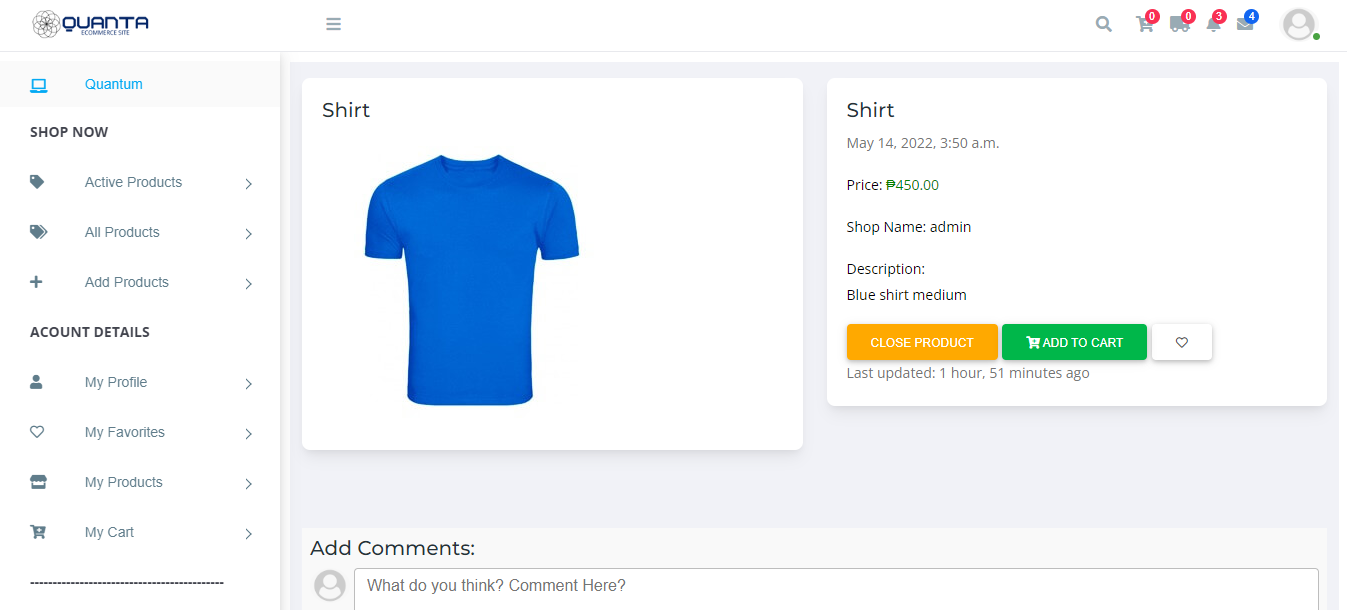 QUANTA
ECOMMERCE SITE
0
0
3
4
Quantum
SHOP NOW
Active Products
All Products
Add Products
ACOUNT DETAILS
My Profile
My Favorites
My Products
My Cart
-------------------------------------------
Shirt
Shirt
May 14, 2022, 3:50 a.m.
Price: ₱450.00
Shop Name: admin
Description:
Blue shirt medium
CLOSE PRODUCT
ADD TO CART
Last updated: 1 hour, 51 minutes ago
Add Comments:
What do you think? Comment Here?